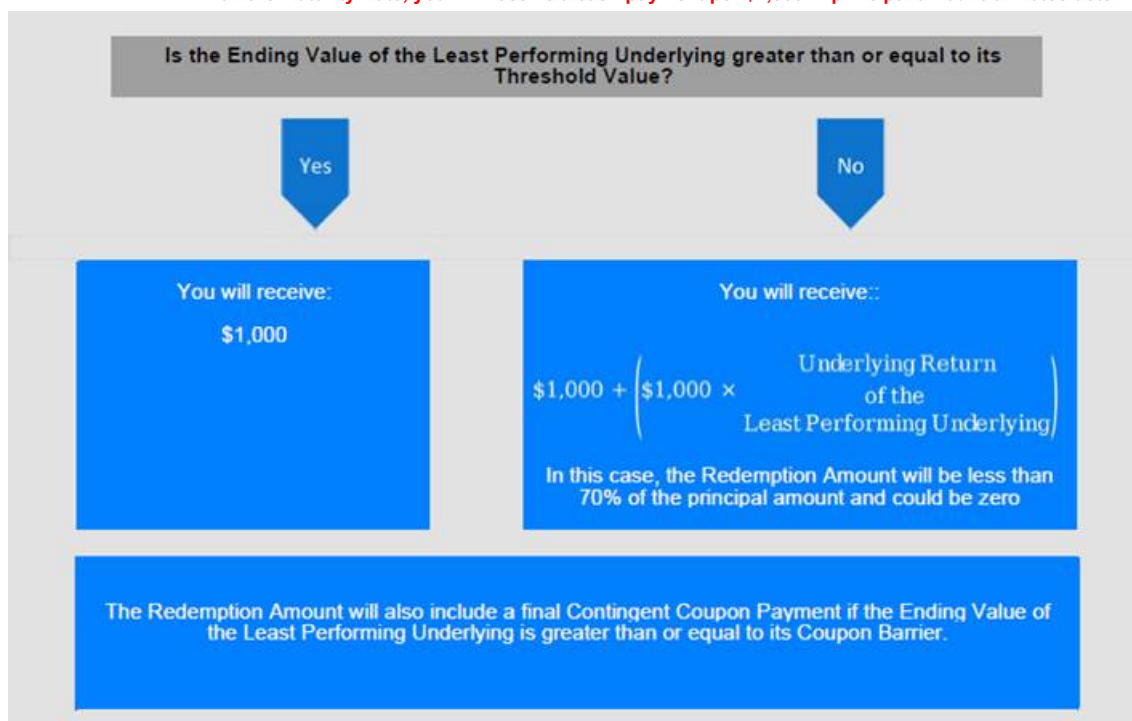 Is the Ending Value of the Least Performing Underlying greater than or equal to its
Threshold Value?
Yes
No
You will receive:
$1,000
You will receive::
$1,000 + ($1,000 × Underlying Return
of the
Least Performing Underlying)
In this case, the Redemption Amount will be less than
70% of the principal amount and could be zero
The Redemption Amount will also include a final Contingent Coupon Payment if the Ending Value of
the Least Performing Underlying is greater than or equal to its Coupon Barrier.